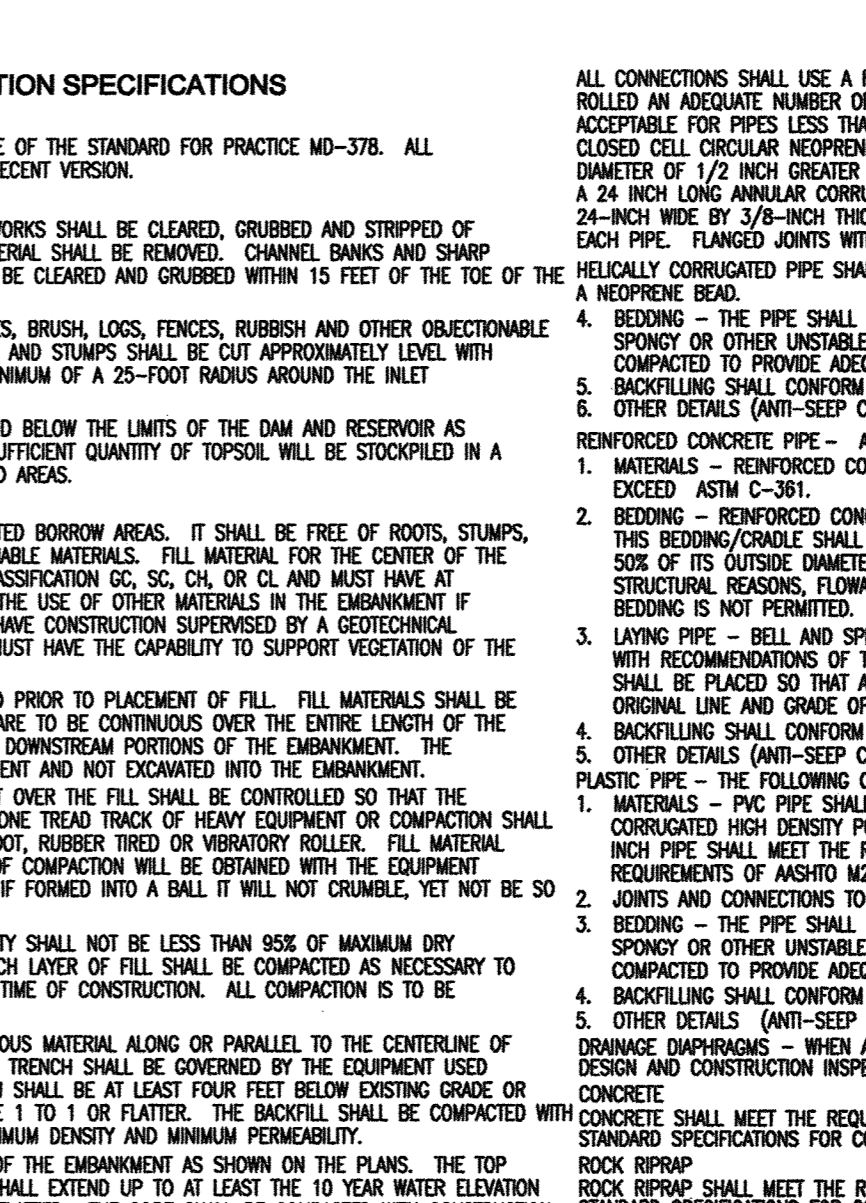 TION SPECIFICATIONS
E OF THE STANDARD FOR PRACTICE MD-378. ALL
ECENT VERSION.
WORKS SHALL BE CLEARED, GRUBBED AND STRIPPED OF
ERIAL SHALL BE REMOVED. CHANNEL BANKS AND SHARP
BE CLEARED AND GRUBBED WITHIN 15 FEET OF THE TOE OF THE
ES, BRUSH, LOGS, FENCES, RUBBISH AND OTHER OBJECTIONABLE
AND STUMPS SHALL BE CUT APPROXIMATELY LEVEL WITH
NIMUM OF A 25-FOOT RADIUS AROUND THE INLET
D BELOW THE LIMITS OF THE DAM AND RESERVOIR AS
UFFICIENT QUANTITY OF TOPSOIL WILL BE STOCKPILED IN A
D AREAS.
TED BORROW AREAS. IT SHALL BE FREE OF ROOTS, STUMPS,
ABLE MATERIALS. FILL MATERIAL FOR THE CENTER OF THE
ASSIFICATION GC, SC, CH, OR CL AND MUST HAVE AT
THE USE OF OTHER MATERIALS IN THE EMBANKMENT IF
HAVE CONSTRUCTION SUPERVISED BY A GEOTECHNICAL
MUST HAVE THE CAPABILITY TO SUPPORT VEGETATION OF THE
D PRIOR TO PLACEMENT OF FILL. FILL MATERIALS SHALL BE
ARE TO BE CONTINUOUS OVER THE ENTIRE LENGTH OF THE
DOWNSTREAM PORTIONS OF THE EMBANKMENT. THE
ENT AND NOT EXCAVATED INTO THE EMBANKMENT.
T OVER THE FILL SHALL BE CONTROLLED SO THAT THE
ONE TREAD TRACK OF HEAVY EQUIPMENT OR COMPACTION SHALL
OOT, RUBBER TIRED OR VIBRATORY ROLLER. FILL MATERIAL
OF COMPACTION WILL BE OBTAINED WITH THE EQUIPMENT
IF FORMED INTO A BALL IT WILL NOT CRUMBLE, YET NOT BE SO
TY SHALL NOT BE LESS THAN 95% OF MAXIMUM DRY
CH LAYER OF FILL SHALL BE COMPACTED AS NECESSARY TO
TIME OF CONSTRUCTION. ALL COMPACTION IS TO BE
OUS MATERIAL ALONG OR PARALLEL TO THE CENTERLINE OF
TRENCH SHALL BE GOVERNED BY THE EQUIPMENT USED
H SHALL BE AT LEAST FOUR FEET BELOW EXISTING GRADE OR
E 1 TO 1 OR FLATTER. THE BACKFILL SHALL BE COMPACTED WITH
IMUM DENSITY AND MINIMUM PERMEABILITY.
OF THE EMBANKMENT AS SHOWN ON THE PLANS. THE TOP
HALL EXTEND UP TO AT LEAST THE 10 YEAR WATER ELEVATION
ALL CONNECTIONS SHALL USE A
ROLLED AN ADEQUATE NUMBER O
ACCEPTABLE FOR PIPES LESS THA
CLOSED CELL CIRCULAR NEOPREN
DIAMETER OF 1/2 INCH GREATER
A 24 INCH LONG ANNULAR CORRU
24-INCH WIDE BY 3/8-INCH THIC
EACH PIPE. FLANGED JOINTS WIT
HELICALLY CORRUGATED PIPE SHA
A NEOPRENE BEAD.
4. BEDDING - THE PIPE SHALL
SPONGY OR OTHER UNSTABLE
COMPACTED TO PROVIDE ADEQ
5. BACKFILLING SHALL CONFORM
6. OTHER DETAILS (ANTI-SEEP C
REINFORCED CONCRETE PIPE - A
1. MATERIALS - REINFORCED CO
EXCEED ASTM C-361.
2. BEDDING - REINFORCED CON
THIS BEDDING/CRADLE SHALL
50% OF ITS OUTSIDE DIAMETE
STRUCTURAL REASONS, FLOWA
BEDDING IS NOT PERMITTED.
3. LAYING PIPE - BELL AND SPI
WITH RECOMMENDATIONS OF T
SHALL BE PLACED SO THAT A
ORIGINAL LINE AND GRADE OF
4. BACKFILLING SHALL CONFORM
5. OTHER DETAILS (ANTI-SEEP C
PLASTIC PIPE - THE FOLLOWING C
1. MATERIALS - PVC PIPE SHALL
CORRUGATED HIGH DENSITY PO
INCH PIPE SHALL MEET THE R
REQUIREMENTS OF AASHTO M2
2. JOINTS AND CONNECTIONS TO
3. BEDDING - THE PIPE SHALL
SPONGY OR OTHER UNSTABLE
COMPACTED TO PROVIDE ADEQ
4. BACKFILLING SHALL CONFORM
5. OTHER DETAILS (ANTI-SEEP
DRAINAGE DIAPHRAGMS - WHEN A
DESIGN AND CONSTRUCTION INSPE
CONCRETE
CONCRETE SHALL MEET THE REQU
STANDARD SPECIFICATIONS FOR CO
ROCK RIPRAP
ROCK RIPRAP SHALL MEET THE R